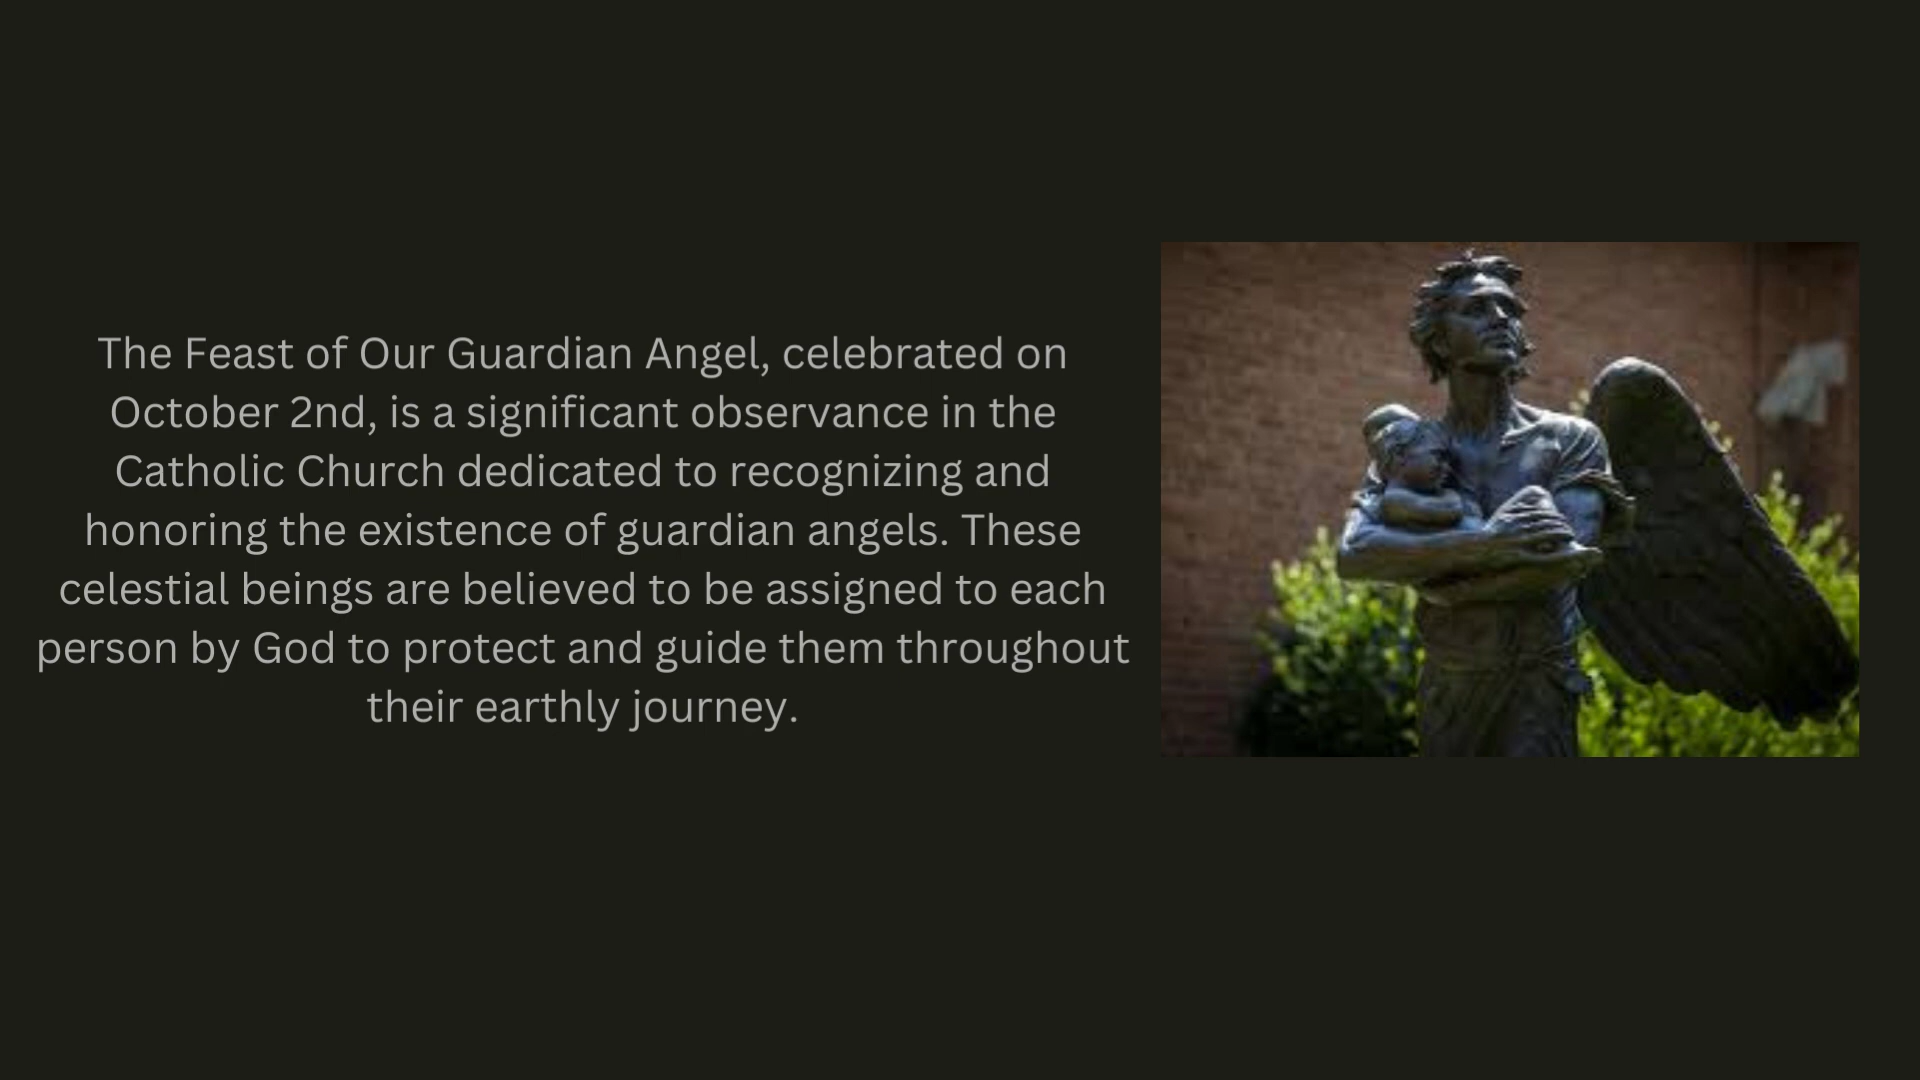 The Feast of Our Guardian Angel, celebrated on
October 2nd, is a significant observance in the
Catholic Church dedicated to recognizing and
honoring the existence of guardian angels. These
celestial beings are believed to be assigned to each
person by God to protect and guide them throughout
their earthly journey.